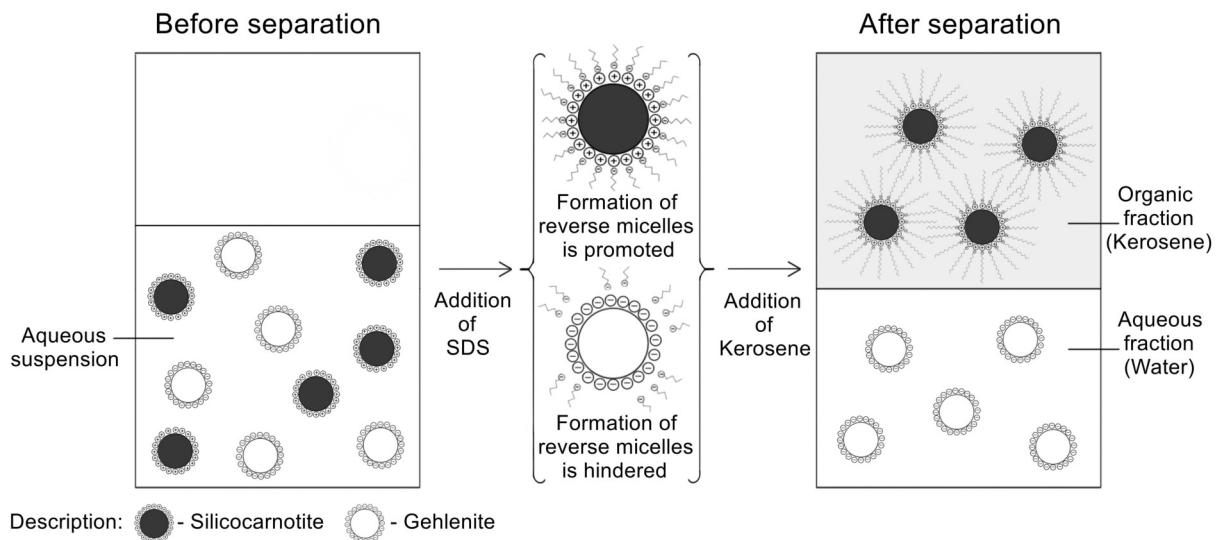 Before separation
After separation
Aqueous
suspension
Addition
of
SDS
Formation of
reverse micelles
is promoted
Formation of
reverse micelles
is hindered
Addition
of
Kerosene
Organic
fraction
(Kerosene)
Aqueous
fraction
(Water)
Description:
- Silicocarnotite
- Gehlenite